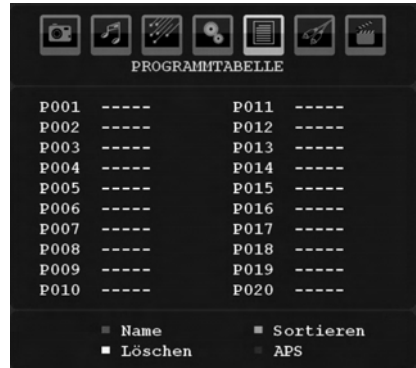 PROGRAMMTABELLE
P001 ----- P011 -----
P002 ----- P012 -----
P003 ----- P013 -----
P004 ----- P014 -----
P005 ----- P015 -----
P006 ----- P016 -----
P007 ----- P017 -----
P008 ----- P018 -----
P009 ----- P019 -----
P010 ----- P020 -----
Name Sortieren
Löschen APS